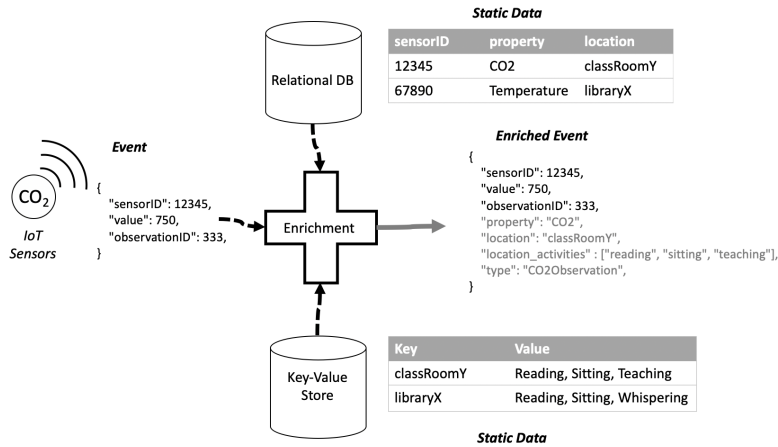 Static Data
sensorID property location
12345 CO2 classRoomY
67890 Temperature libraryX
Relational DB
Event
{
"sensorID": 12345,
"value": 750,
"observationID": 333,
}
CO2
IoT
Sensors
Enrichment
Enriched Event
{
"sensorID": 12345,
"value": 750,
"observationID": 333,
"property": "CO2",
"location": "classRoomY",
"location_activities" : ["reading", "sitting", "teaching"],
"type": "CO2Observation",
}
Key-Value
Store
Key Value
classRoomY Reading, Sitting, Teaching
libraryX Reading, Sitting, Whispering
Static Data